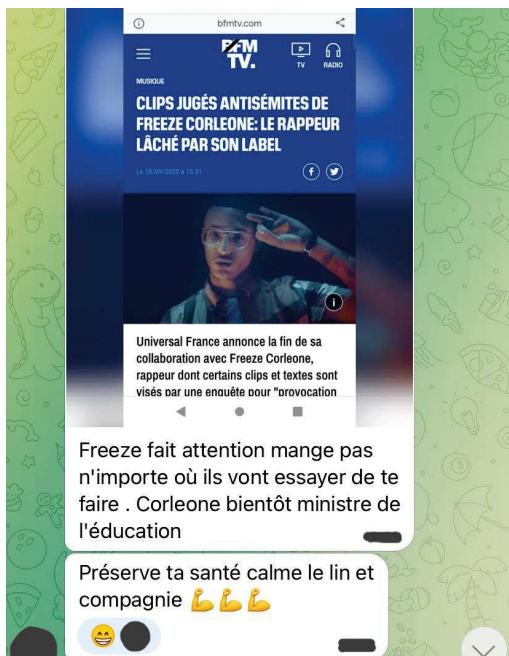 bfmtv.com
BFM
TV.
TV
RADIO
MUSIQUE
CLIPS JUGÉS ANTISÉMITES DE
FREEZE CORLEONE: LE RAPPEUR
LÂCHÉ PAR SON LABEL
Le 18/09/2020 à 15:31
Universal France annonce la fin de sa
collaboration avec Freeze Corleone,
rappeur dont certains clips et textes sont
visés par une enquête pour "provocation
Freeze fait attention mange pas
n'importe où ils vont essayer de te
faire . Corleone bientôt ministre de
l'éducation
Préserve ta santé calme le lin et
compagnie 💪💪💪